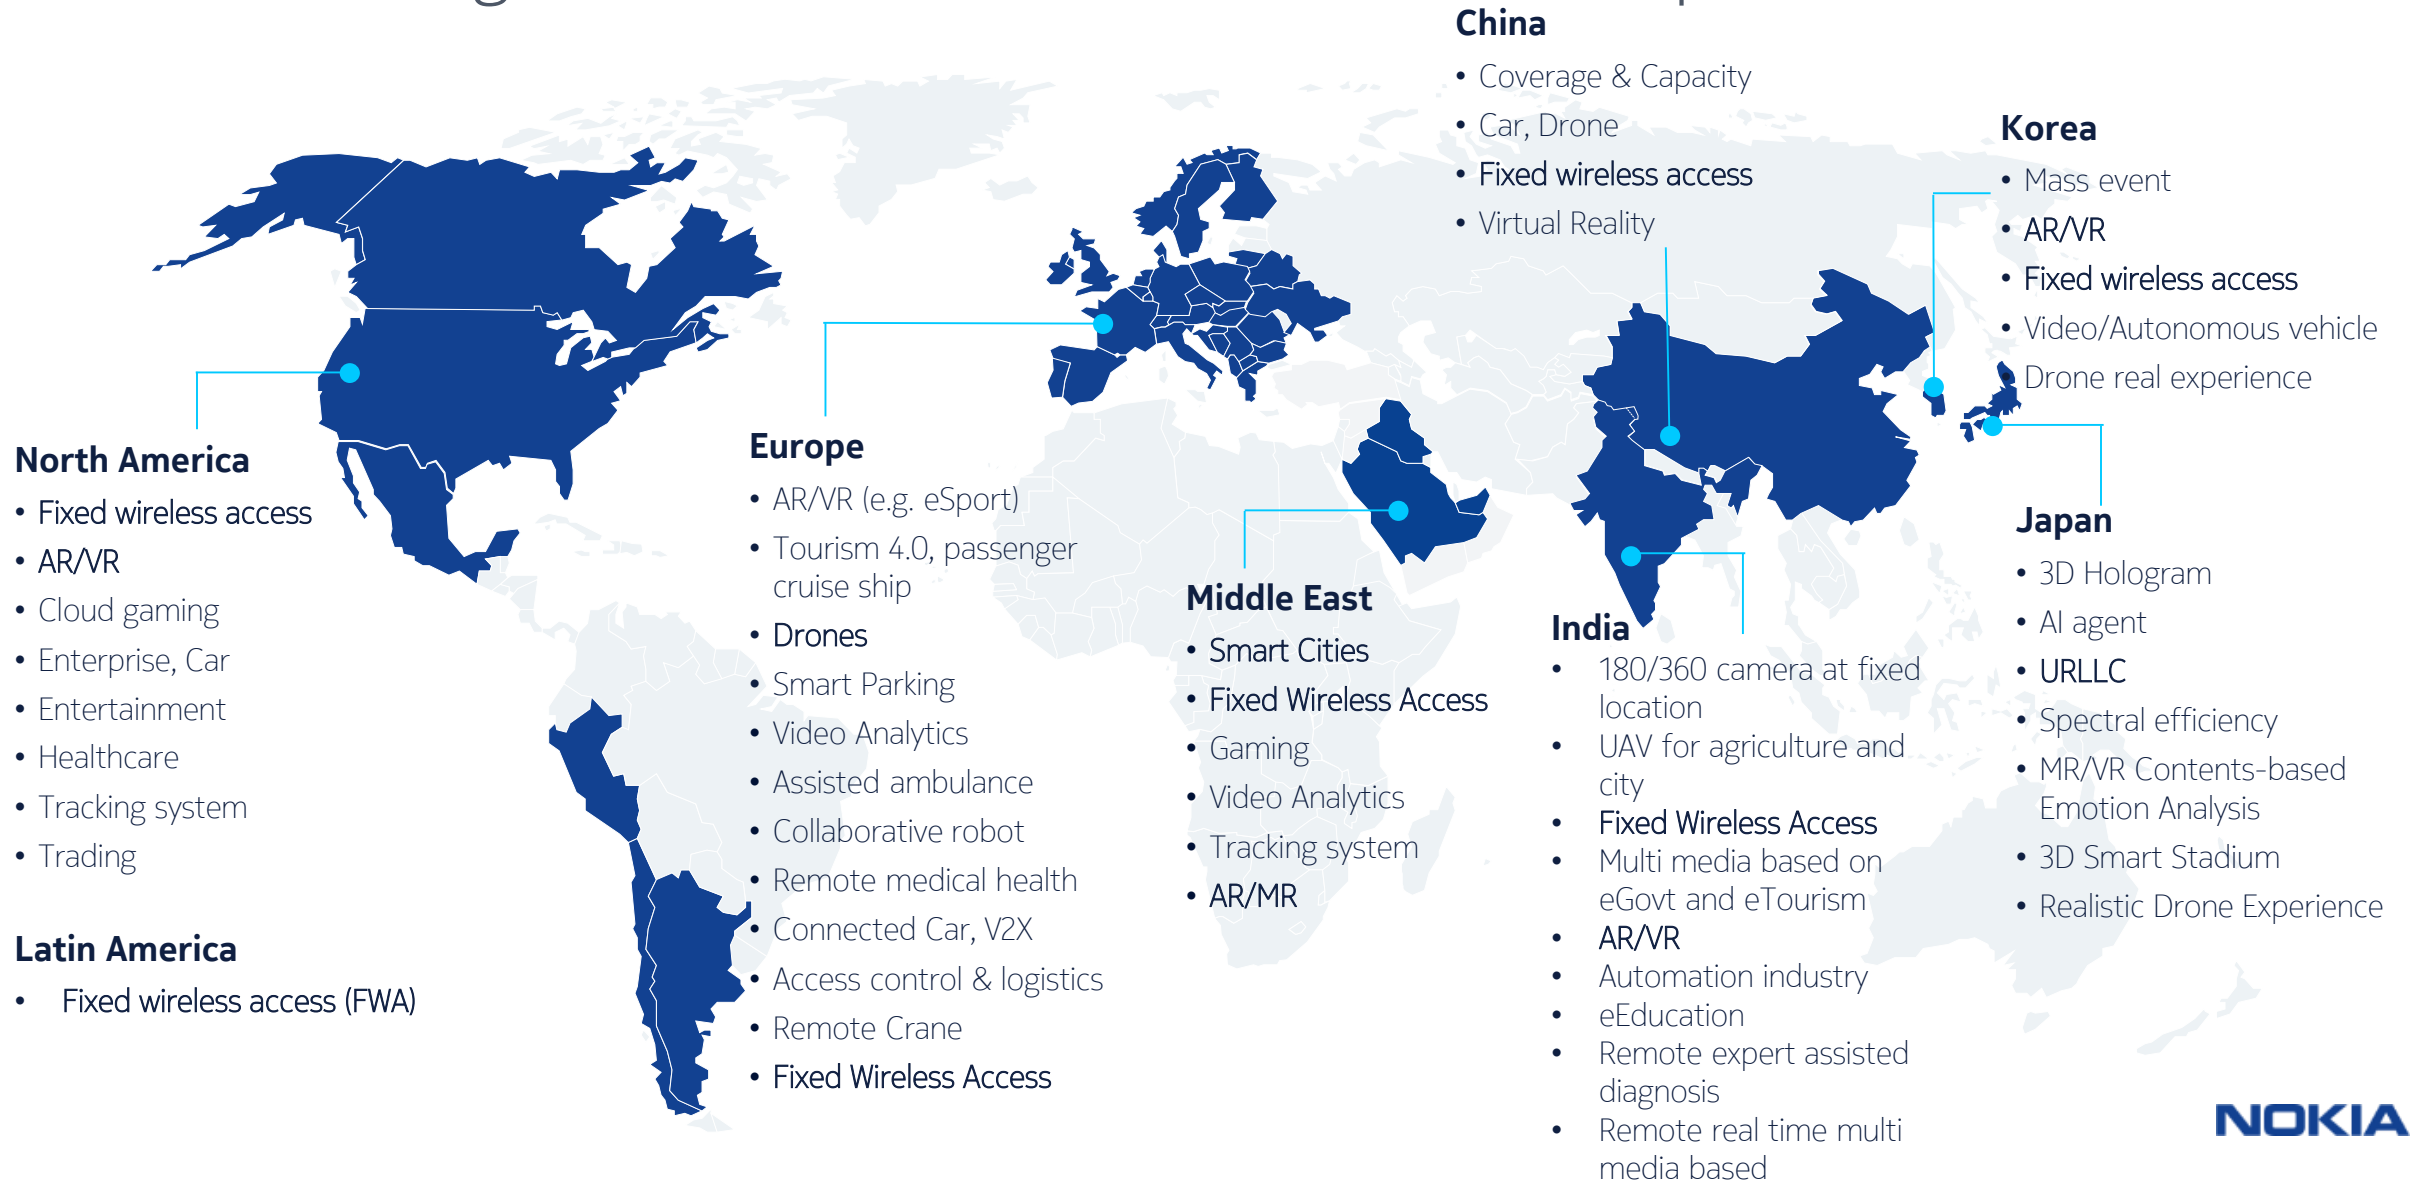 China
• Coverage & Capacity
• Car, Drone
• Fixed wireless access
• Virtual Reality
Korea
• Mass event
• AR/VR
• Fixed wireless access
• Video/Autonomous vehicle
• Drone real experience
North America
• Fixed wireless access
• AR/VR
• Cloud gaming
• Enterprise, Car
• Entertainment
• Healthcare
• Tracking system
• Trading
Latin America
• Fixed wireless access (FWA)
Europe
• AR/VR (e.g. eSport)
• Tourism 4.0, passenger
cruise ship
• Drones
• Smart Parking
• Video Analytics
• Assisted ambulance
• Collaborative robot
• Remote medical health
• Connected Car, V2X
• Access control & logistics
• Remote Crane
• Fixed Wireless Access
Middle East
• Smart Cities
• Fixed Wireless Access
• Gaming
• Video Analytics
• Tracking system
• AR/MR
India
• 180/360 camera at fixed
location
• UAV for agriculture and
city
• Fixed Wireless Access
• Multi media based on
eGovt and eTourism
• AR/VR
• Automation industry
• eEducation
• Remote expert assisted
diagnosis
• Remote real time multi
media based
Japan
• 3D Hologram
• AI agent
• URLLC
• Spectral efficiency
• MR/VR Contents-based
Emotion Analysis
• 3D Smart Stadium
• Realistic Drone Experience
NOKIA